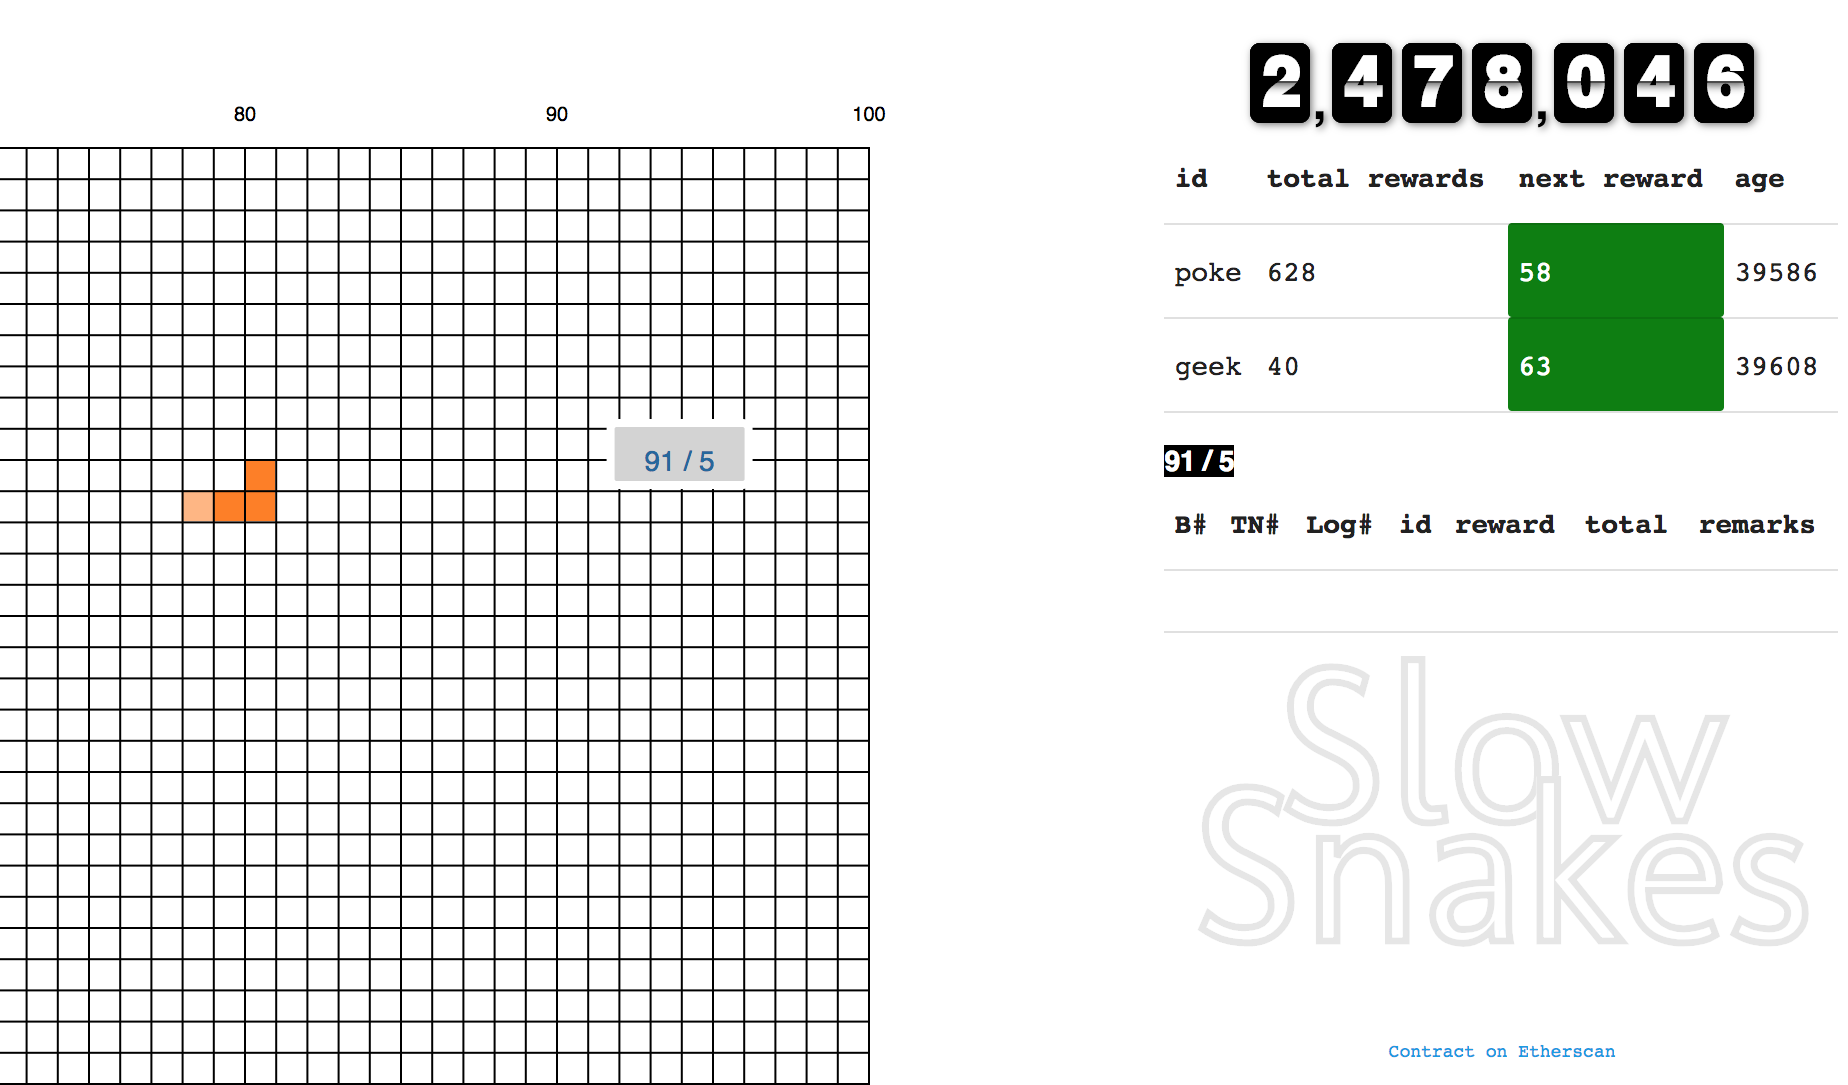 80 90 100
91 / 5
2,478,046
id total rewards next reward age
poke 628 58 39586
geek 40 63 39608
91 / 5
B# TN# Log# id reward total remarks
Slow
Snakes
Contract on Etherscan